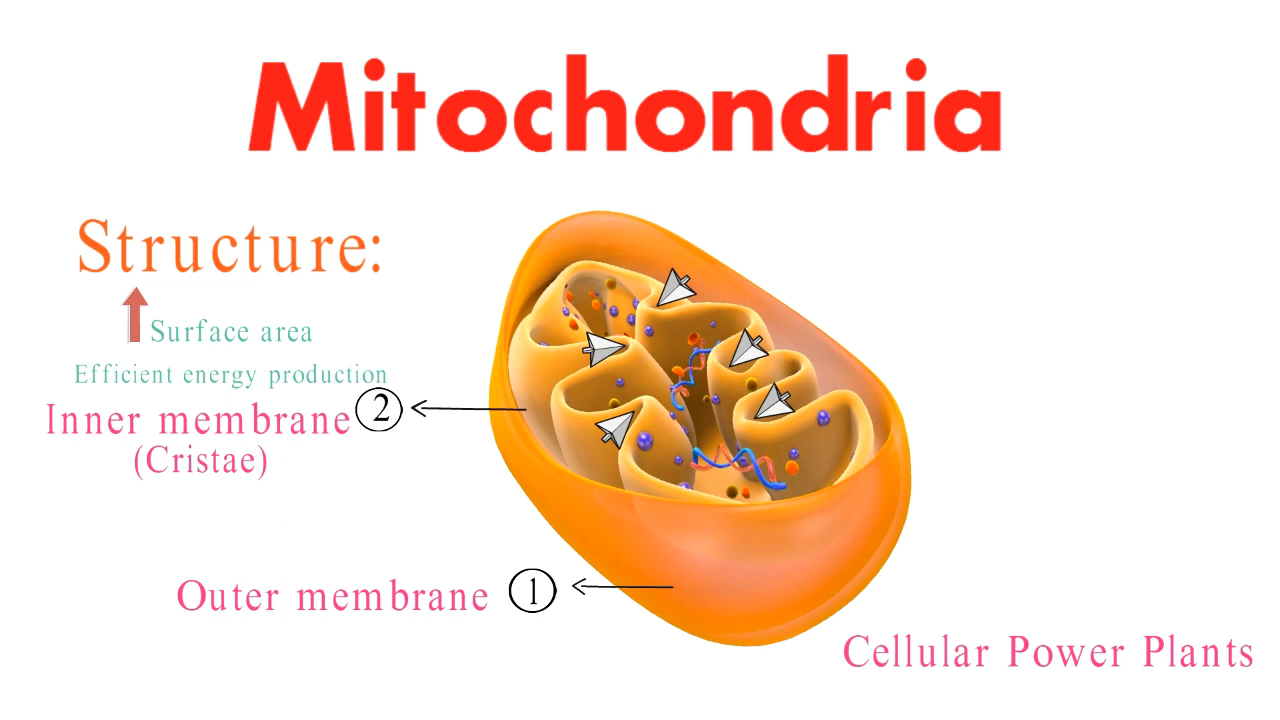 Mitochondria
Structure:
Surface area
Efficient energy production
Inner membrane 2
(Cristae)
Outer membrane 1
Cellular Power Plants